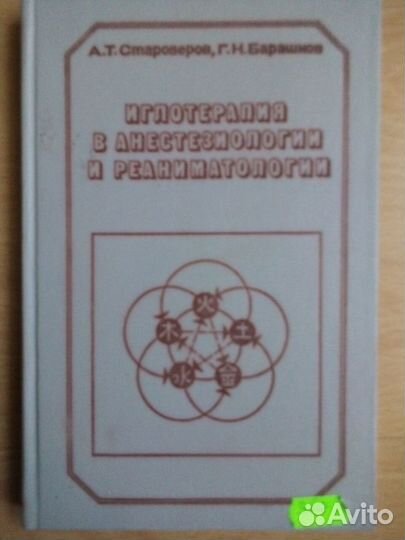 А.Т. Староверов, Г.Н. Барашков
ИГЛОТЕРАПИЯ
В АНЕСТЕЗИОЛОГИИ
И РЕАНИМАТОЛОГИИ
火
木 土
水 金
Avito